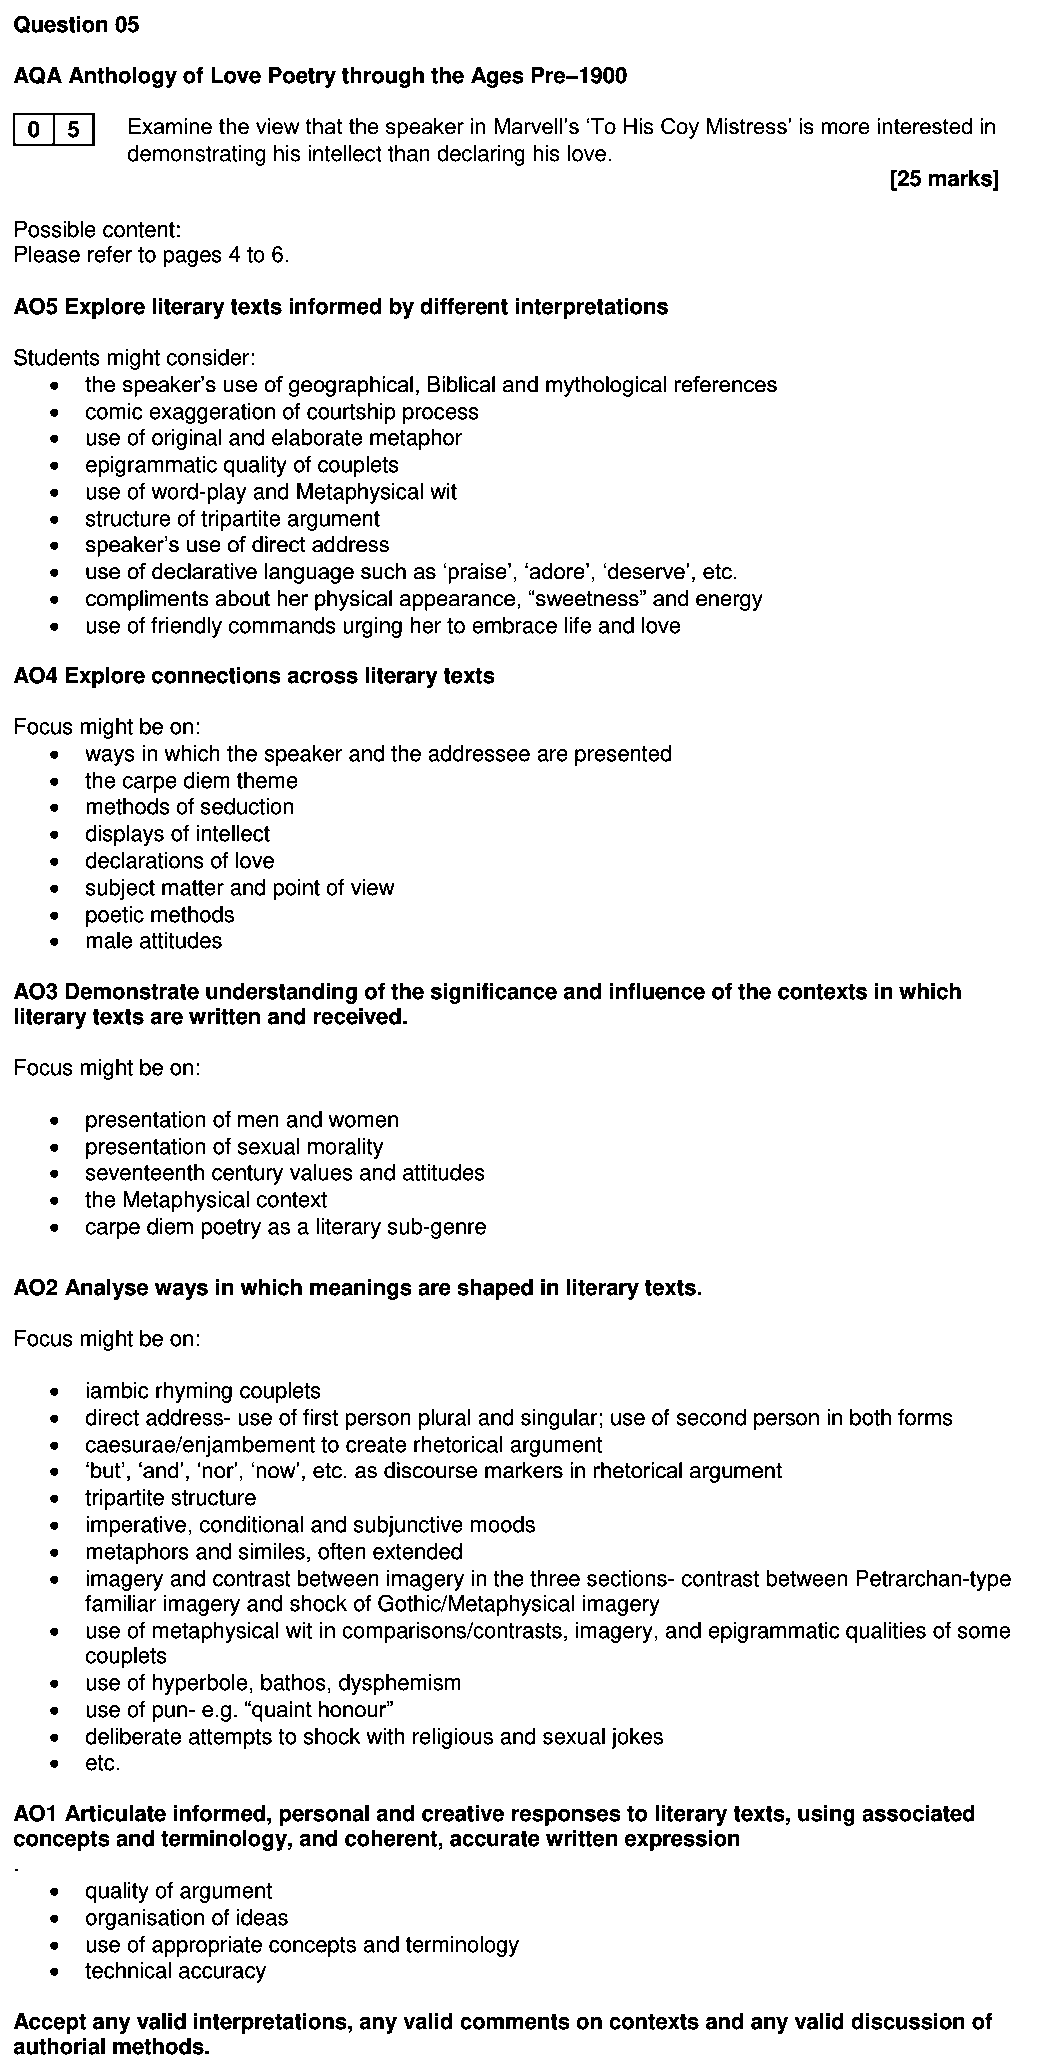 Question 05
AQA Anthology of Love Poetry through the Ages Pre–1900
0 5 Examine the view that the speaker in Marvell's 'To His Coy Mistress' is more interested in
demonstrating his intellect than declaring his love.
[25 marks]
Possible content:
Please refer to pages 4 to 6.
AO5 Explore literary texts informed by different interpretations
Students might consider:
• the speaker's use of geographical, Biblical and mythological references
• comic exaggeration of courtship process
• use of original and elaborate metaphor
• epigrammatic quality of couplets
• use of word-play and Metaphysical wit
• structure of tripartite argument
• speaker's use of direct address
• use of declarative language such as 'praise', 'adore', 'deserve', etc.
• compliments about her physical appearance, "sweetness" and energy
• use of friendly commands urging her to embrace life and love
AO4 Explore connections across literary texts
Focus might be on:
• ways in which the speaker and the addressee are presented
• the carpe diem theme
• methods of seduction
• displays of intellect
• declarations of love
• subject matter and point of view
• poetic methods
• male attitudes
AO3 Demonstrate understanding of the significance and influence of the contexts in which
literary texts are written and received.
Focus might be on:
• presentation of men and women
• presentation of sexual morality
• seventeenth century values and attitudes
• the Metaphysical context
• carpe diem poetry as a literary sub-genre
AO2 Analyse ways in which meanings are shaped in literary texts.
Focus might be on:
• iambic rhyming couplets
• direct address- use of first person plural and singular; use of second person in both forms
• caesurae/enjambement to create rhetorical argument
• 'but', 'and', 'nor', 'now', etc. as discourse markers in rhetorical argument
• tripartite structure
• imperative, conditional and subjunctive moods
• metaphors and similes, often extended
• imagery and contrast between imagery in the three sections- contrast between Petrarchan-type
familiar imagery and shock of Gothic/Metaphysical imagery
• use of metaphysical wit in comparisons/contrasts, imagery, and epigrammatic qualities of some
couplets
• use of hyperbole, bathos, dysphemism
• use of pun- e.g. "quaint honour"
• deliberate attempts to shock with religious and sexual jokes
• etc.
AO1 Articulate informed, personal and creative responses to literary texts, using associated
concepts and terminology, and coherent, accurate written expression
.
• quality of argument
• organisation of ideas
• use of appropriate concepts and terminology
• technical accuracy
Accept any valid interpretations, any valid comments on contexts and any valid discussion of
authorial methods.